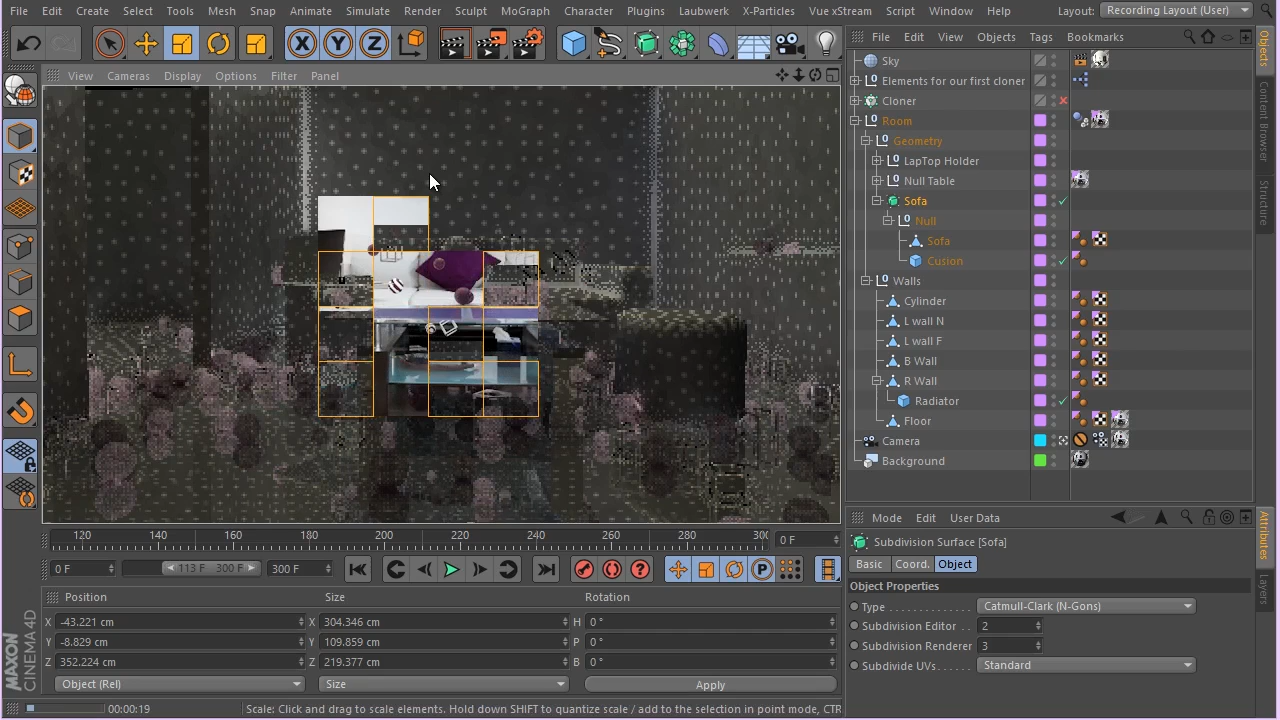 File Edit Create Select Tools Mesh Snap Animate Simulate Render Sculpt MoGraph Character Plugins Laubwerk X-Particles Vue xStream Script Window Help Layout: Recording Layout (User)
X Y Z
File Edit View Objects Tags Bookmarks
View Cameras Display Options Filter Panel
Sky
Elements for our first cloner
Cloner
Room
Geometry
LapTop Holder
Null Table
Sofa
Null
Sofa
Cusion
Walls
Cylinder
L wall N
L wall F
B Wall
R Wall
Radiator
Floor
Camera
Background
Objects
Content Browser
Structure
120 140 160 180 200 220 240 260 280 300
0 F
0 F 113 F 300 F 300 F
P
Position Size Rotation
X -43.221 cm X 304.346 cm H 0 °
Y -8.829 cm Y 109.859 cm P 0 °
Z 352.224 cm Z 219.377 cm B 0 °
Object (Rel) Size Apply
00:00:19 Scale: Click and drag to scale elements. Hold down SHIFT to quantize scale / add to the selection in point mode, CTR
MAXON
CINEMA 4D
Mode Edit User Data
Subdivision Surface [Sofa]
Basic Coord. Object
Object Properties
Type Catmull-Clark (N-Gons)
Subdivision Editor 2
Subdivision Renderer 3
Subdivide UVs Standard
Attributes
Layers